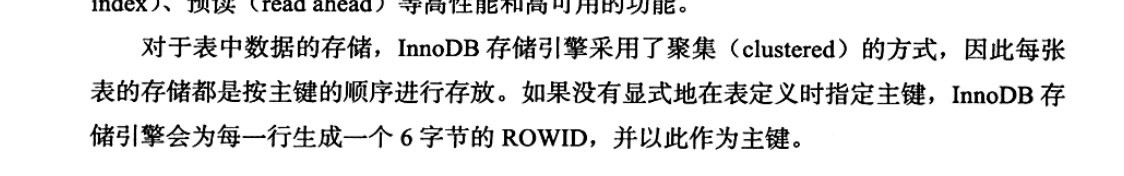 index)、预读（read ahead）等高性能和高可用的功能。
对于表中数据的存储，InnoDB 存储引擎采用了聚集（clustered）的方式，因此每张
表的存储都是按主键的顺序进行存放。如果没有显式地在表定义时指定主键，InnoDB 存
储引擎会为每一行生成一个 6 字节的 ROWID，并以此作为主键。